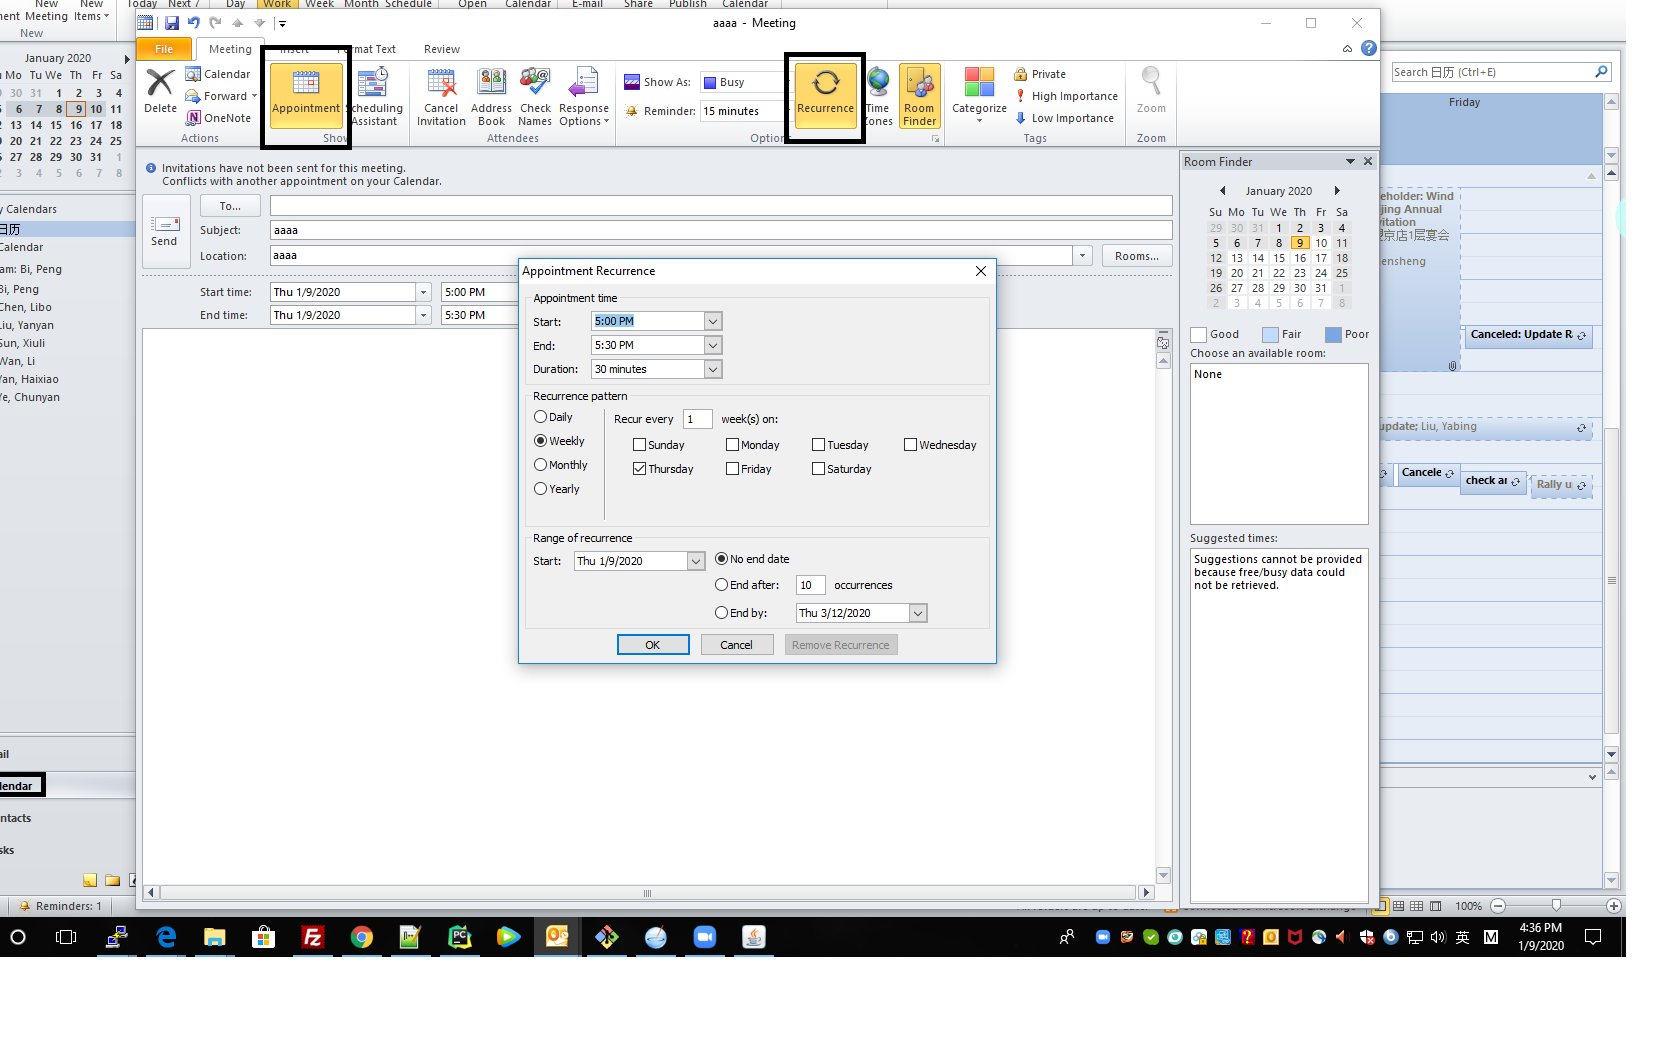 New New Today Next 7 Day Work Week Month Schedule Open Calendar E-mail Share Publish Calendar
Meeting Items
New
aaaa - Meeting
File Meeting Insert Format Text Review
Delete
Calendar
Forward
OneNote
Actions
Appointment
Scheduling
Assistant
Show
Cancel
Invitation
Address
Book
Check
Names
Response
Options
Attendees
Show As: Busy
Reminder: 15 minutes
Recurrence
Time
Zones
Room
Finder
Options
Categorize
Private
High Importance
Low Importance
Tags
Zoom
Zoom
Invitations have not been sent for this meeting.
Conflicts with another appointment on your Calendar.
Send
To...
Subject: aaaa
Location: aaaa
Rooms...
Start time: Thu 1/9/2020 5:00 PM
End time: Thu 1/9/2020 5:30 PM
Appointment Recurrence
Appointment time
Start: 5:00 PM
End: 5:30 PM
Duration: 30 minutes
Recurrence pattern
Daily
Weekly
Monthly
Yearly
Recur every 1 week(s) on:
Sunday Monday Tuesday Wednesday
Thursday Friday Saturday
Range of recurrence
Start: Thu 1/9/2020
No end date
End after: 10 occurrences
End by: Thu 3/12/2020
OK Cancel Remove Recurrence
Room Finder
January 2020
Su Mo Tu We Th Fr Sa
29 30 31 1 2 3 4
5 6 7 8 9 10 11
12 13 14 15 16 17 18
19 20 21 22 23 24 25
26 27 28 29 30 31 1
2 3 4 5 6 7 8
Good Fair Poor
Choose an available room:
None
Suggested times:
Suggestions cannot be provided
because free/busy data could
not be retrieved.
January 2020
Mo Tu We Th Fr Sa
30 31 1 2 3 4
6 7 8 9 10 11
13 14 15 16 17 18
20 21 22 23 24 25
27 28 29 30 31 1
3 4 5 6 7 8
y Calendars
日历
Calendar
am: Bi, Peng
Bi, Peng
Chen, Libo
Liu, Yanyan
Sun, Xiuli
Wan, Li
Yan, Haixiao
Ye, Chunyan
ail
lendar
ntacts
sks
Reminders: 1
Search 日历 (Ctrl+E)
Friday
eholder: Wind
ijing Annual
vitation
京店1层宴会
ensheng
Canceled: Update R
update; Liu, Yabing
Cancele
check ar
Rally u
100%
英
M
4:36 PM
1/9/2020